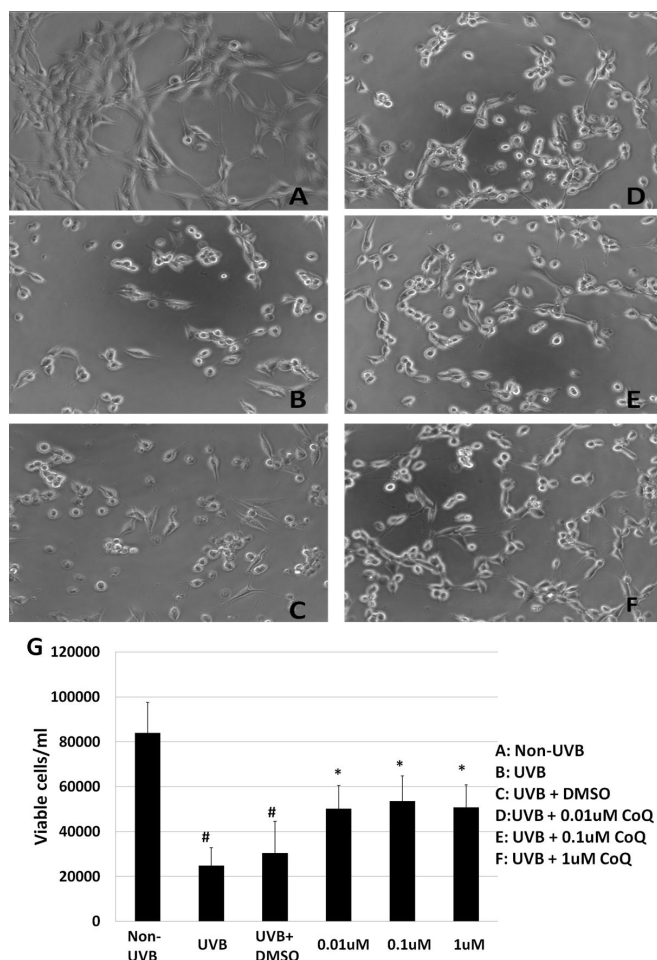 A
D
B
E
C
F
G
120000
100000
80000
60000
40000
20000
0
Viable cells/ml
#
#
*
*
*
Non-UVB
UVB
UVB+DMSO
0.01uM
0.1uM
1uM
A: Non-UVB
B: UVB
C: UVB + DMSO
D:UVB + 0.01uM CoQ
E: UVB + 0.1uM CoQ
F: UVB + 1uM CoQ